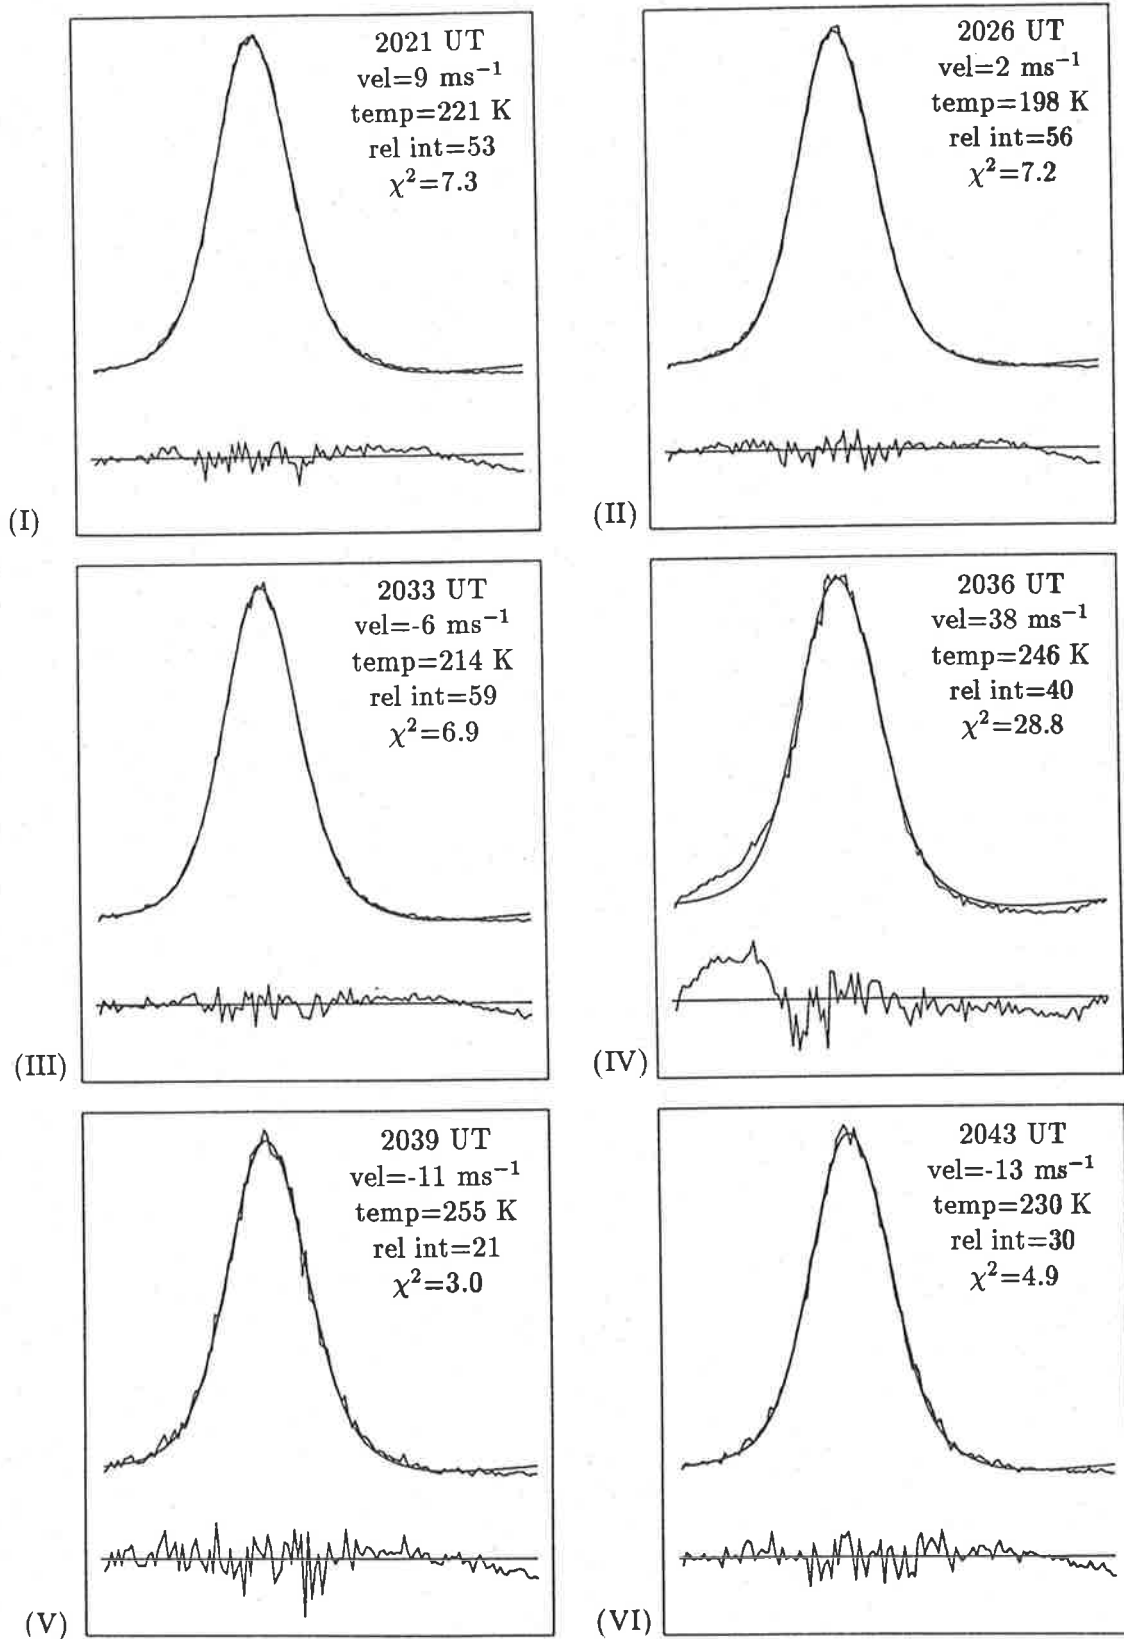 2021 UT
vel=9 ms⁻¹
temp=221 K
rel int=53
χ²=7.3
(I)
2026 UT
vel=2 ms⁻¹
temp=198 K
rel int=56
χ²=7.2
(II)
2033 UT
vel=-6 ms⁻¹
temp=214 K
rel int=59
χ²=6.9
(III)
2036 UT
vel=38 ms⁻¹
temp=246 K
rel int=40
χ²=28.8
(IV)
2039 UT
vel=-11 ms⁻¹
temp=255 K
rel int=21
χ²=3.0
(V)
2043 UT
vel=-13 ms⁻¹
temp=230 K
rel int=30
χ²=4.9
(VI)